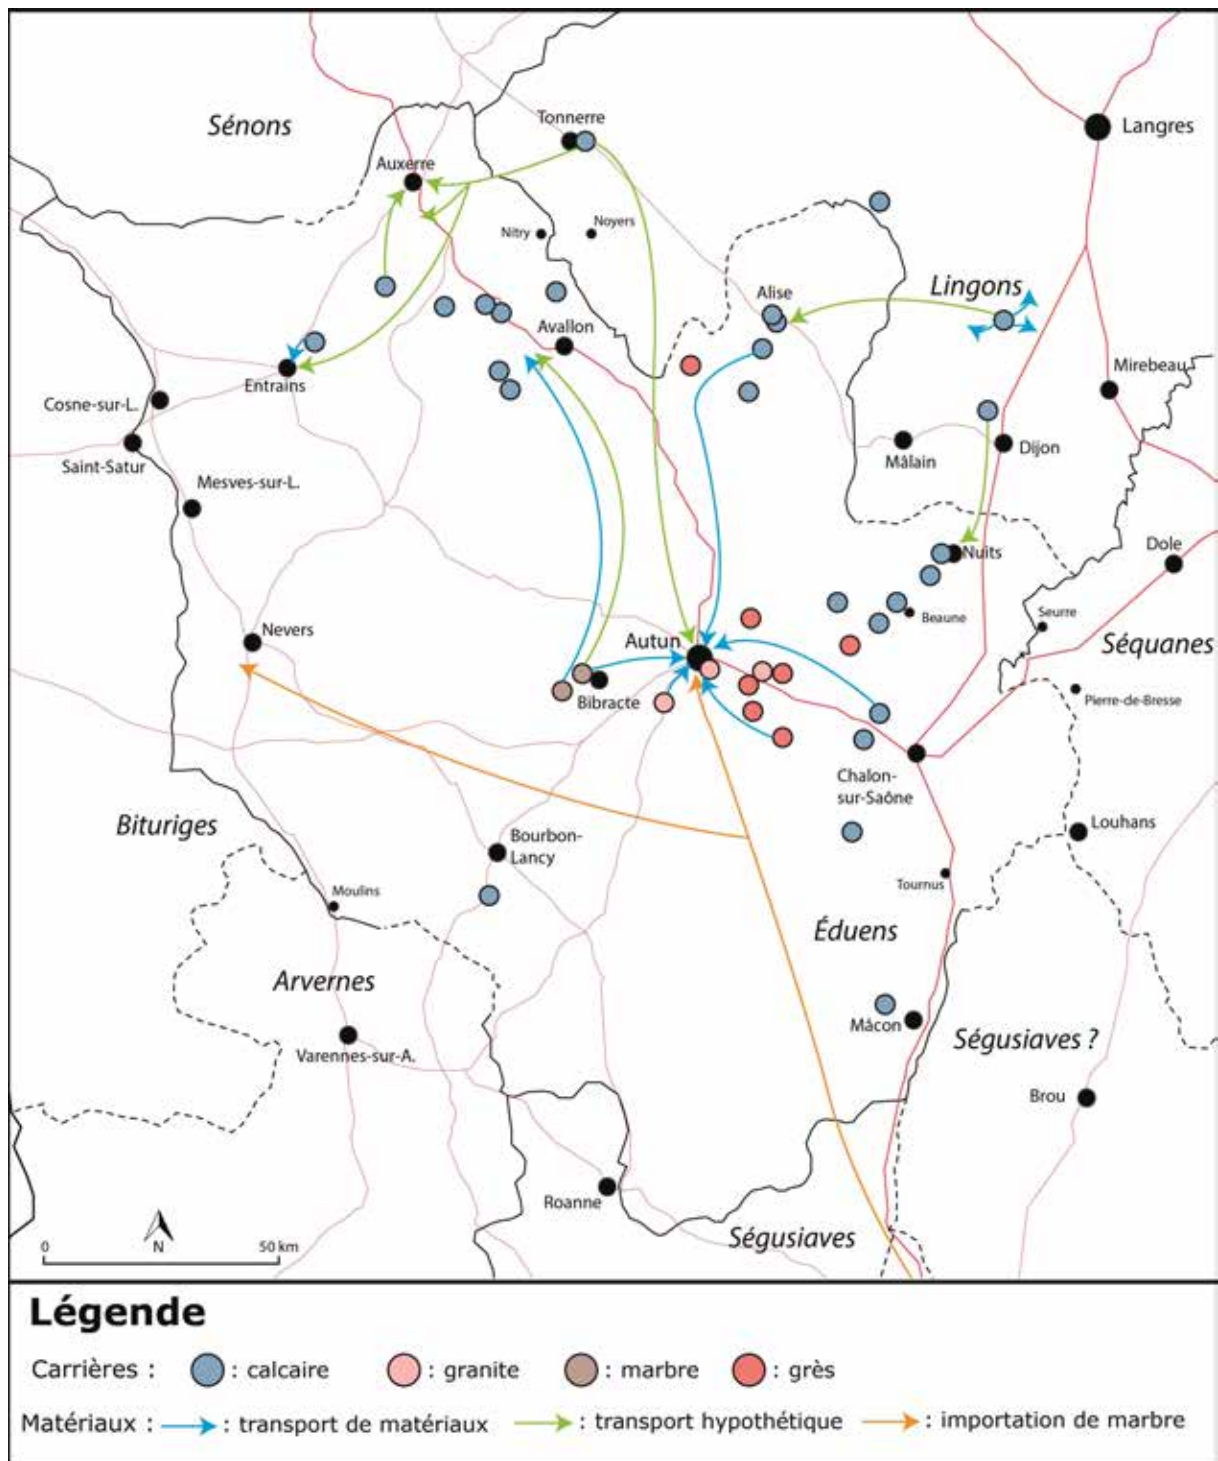 Sénons
Tonnerre
Langres
Auxerre
Nitry
Noyers
Lingons
Alise
Avallon
Mirebeau
Entrains
Cosne-sur-L.
Saint-Satur
Mâlain
Dijon
Mesves-sur-L.
Nuits
Dole
Beaune
Seurre
Nevers
Autun
Séquanes
Bibracte
Pierre-de-Bresse
Chalon-
sur-Saône
Bituriges
Bourbon-
Lancy
Louhans
Moulins
Tournus
Éduens
Arvernes
Mâcon
Ségusiaves ?
Varennes-sur-A.
Brou
Roanne
Ségusiaves
0 N 50 km
Légende
Carrières : : calcaire : granite : marbre : grès
Matériaux : : transport de matériaux : transport hypothétique : importation de marbre